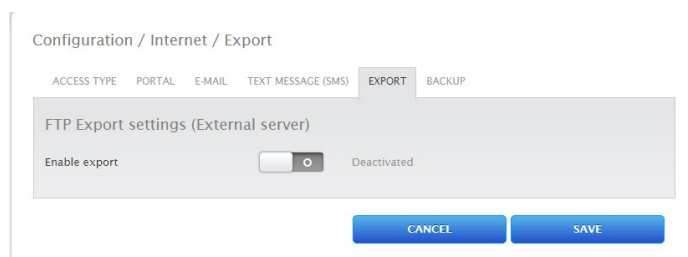 Configuration / Internet / Export
ACCESS TYPE PORTAL E-MAIL TEXT MESSAGE (SMS) EXPORT BACKUP
FTP Export settings (External server)
Enable export Deactivated
CANCEL SAVE